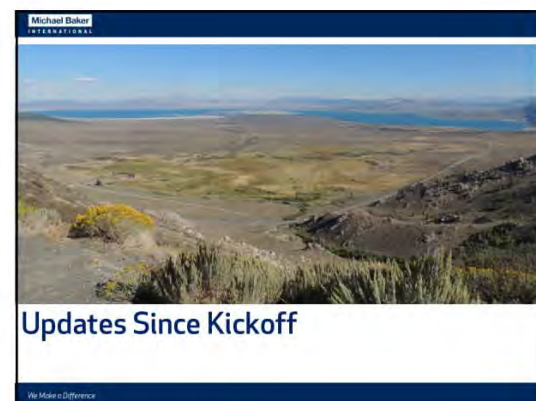 Michael Baker
INTERNATIONAL
Updates Since Kickoff
We Make a Difference